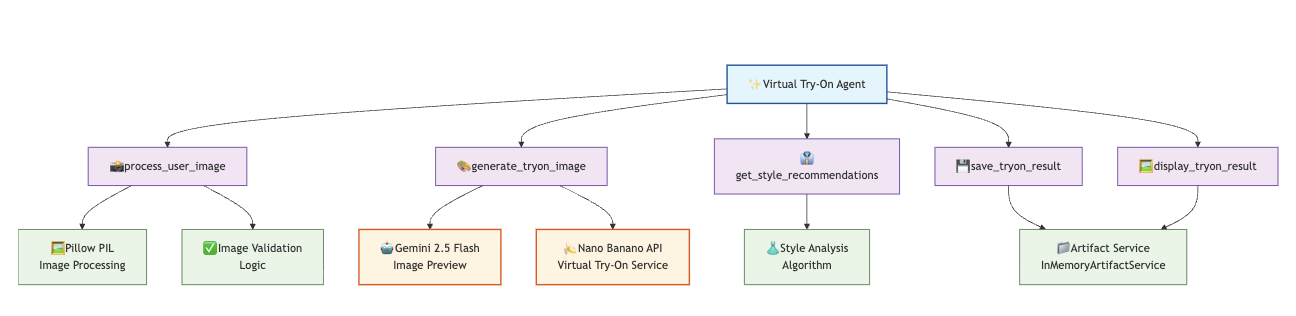 ✨Virtual Try-On Agent
📸process_user_image
🎨generate_tryon_image
👔
get_style_recommendations
💾save_tryon_result
🖼️display_tryon_result
🖼️Pillow PIL
Image Processing
✅Image Validation
Logic
🤖Gemini 2.5 Flash
Image Preview
🍌Nano Banano API
Virtual Try-On Service
👗Style Analysis
Algorithm
📁Artifact Service
InMemoryArtifactService